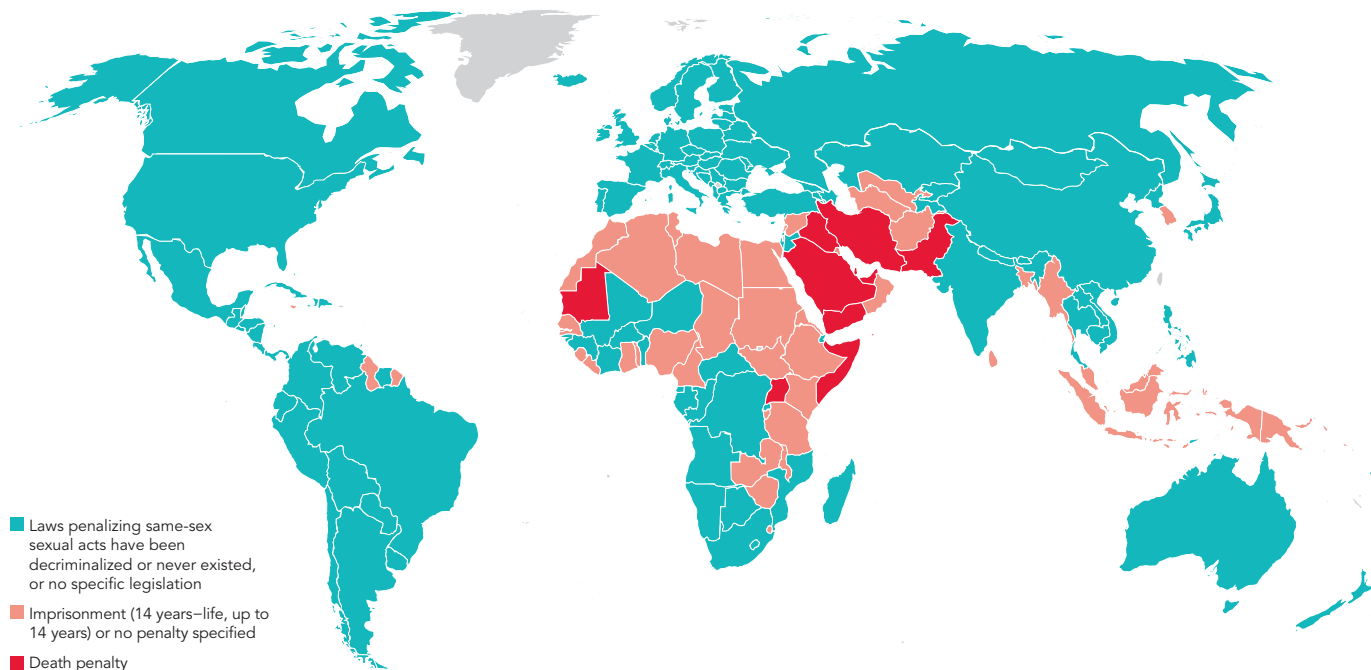 Laws penalizing same-sex
sexual acts have been
decriminalized or never existed,
or no specific legislation
Imprisonment (14 years–life, up to
14 years) or no penalty specified
Death penalty